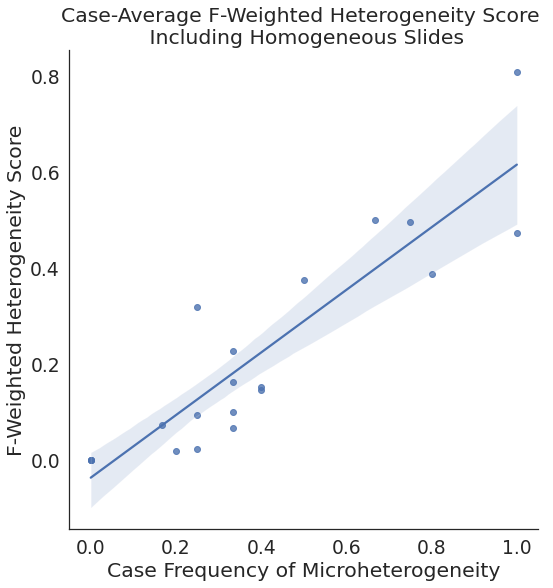 Case-Average F-Weighted Heterogeneity Score
Including Homogeneous Slides
F-Weighted Heterogeneity Score
0.8
0.6
0.4
0.2
0.0
0.0 0.2 0.4 0.6 0.8 1.0
Case Frequency of Microheterogeneity